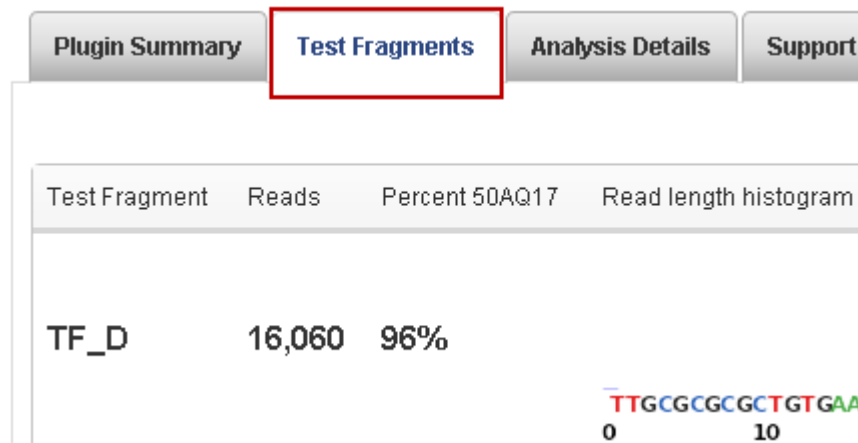 Plugin Summary Test Fragments Analysis Details Support
Test Fragment Reads Percent 50AQ17 Read length histogram
TF_D 16,060 96%
TTGCGCGCGCTGTGAA
0 10